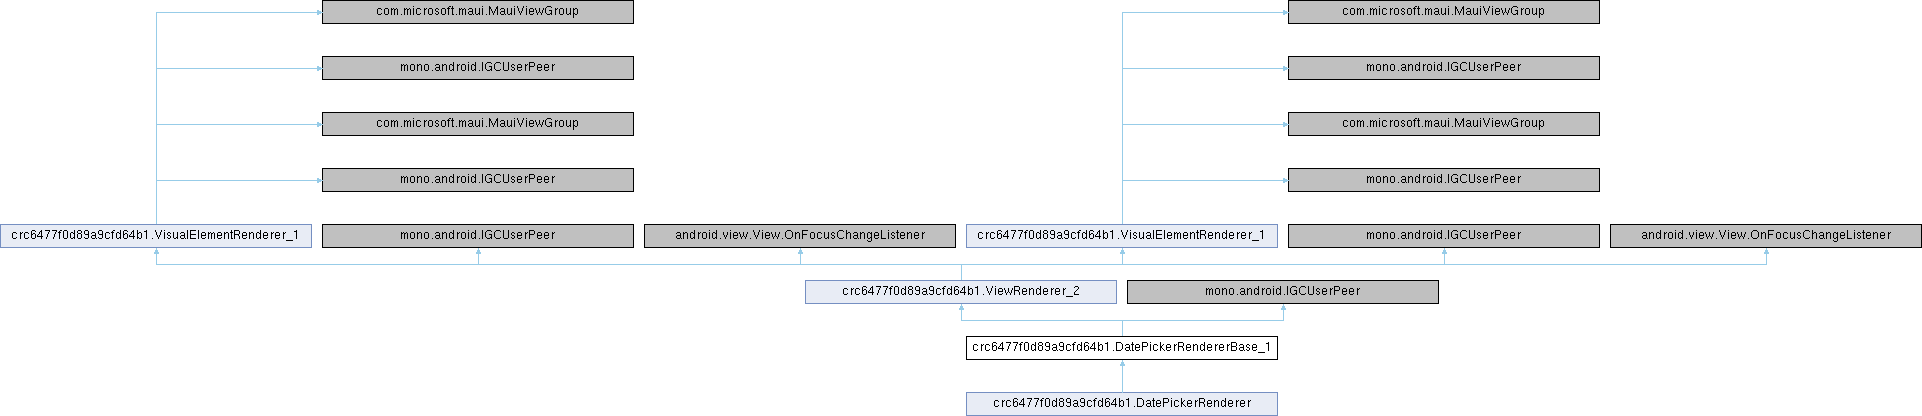 com.microsoft.maui.MauiViewGroup
com.microsoft.maui.MauiViewGroup
mono.android.IGCUserPeer
mono.android.IGCUserPeer
com.microsoft.maui.MauiViewGroup
com.microsoft.maui.MauiViewGroup
mono.android.IGCUserPeer
mono.android.IGCUserPeer
crc6477f0d89a9cfd64b1.VisualElementRenderer_1
mono.android.IGCUserPeer
android.view.View.OnFocusChangeListener
crc6477f0d89a9cfd64b1.VisualElementRenderer_1
mono.android.IGCUserPeer
android.view.View.OnFocusChangeListener
crc6477f0d89a9cfd64b1.ViewRenderer_2
mono.android.IGCUserPeer
crc6477f0d89a9cfd64b1.DatePickerRendererBase_1
crc6477f0d89a9cfd64b1.DatePickerRenderer